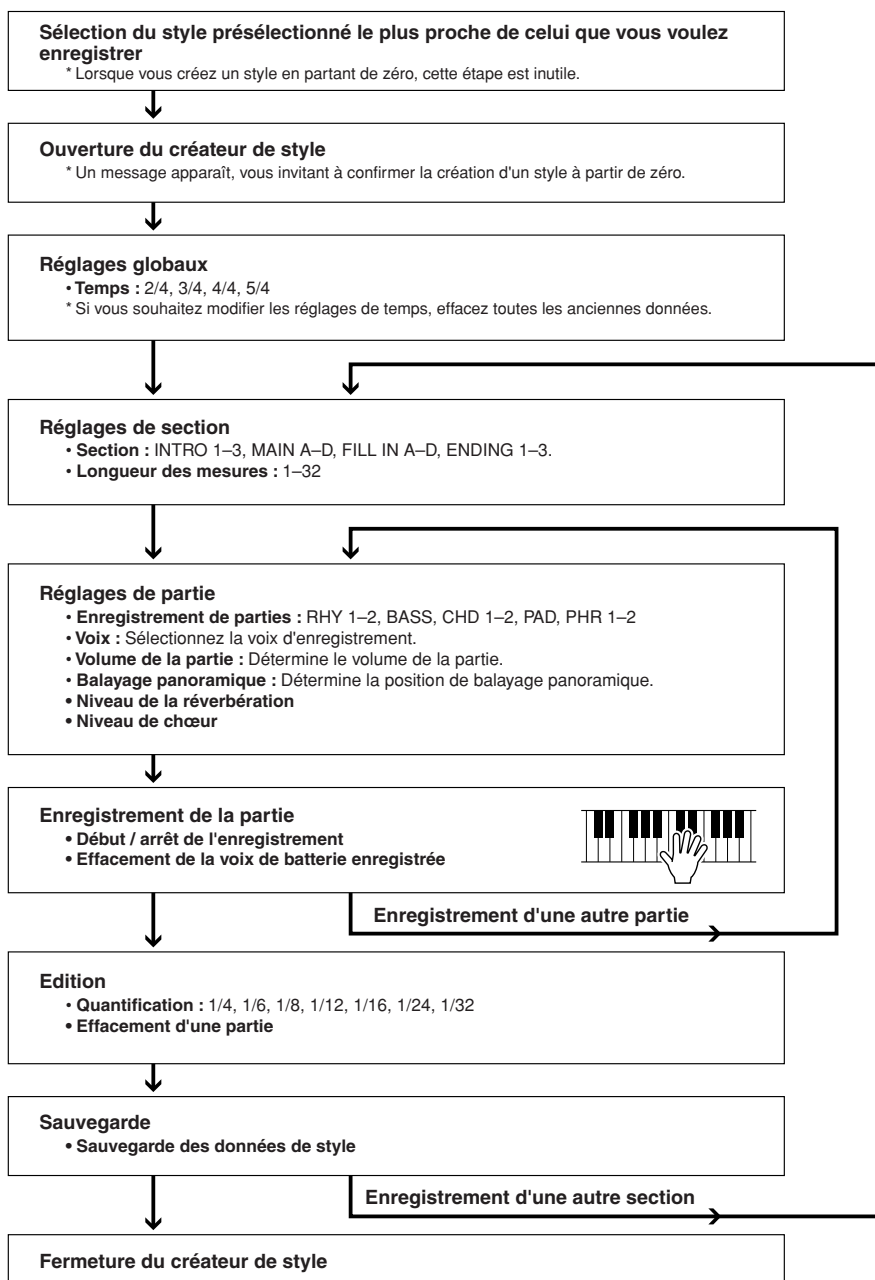 Sélection du style présélectionné le plus proche de celui que vous voulez
enregistrer
* Lorsque vous créez un style en partant de zéro, cette étape est inutile.
Ouverture du créateur de style
* Un message apparaît, vous invitant à confirmer la création d'un style à partir de zéro.
Réglages globaux
• Temps : 2/4, 3/4, 4/4, 5/4
* Si vous souhaitez modifier les réglages de temps, effacez toutes les anciennes données.
Réglages de section
• Section : INTRO 1–3, MAIN A–D, FILL IN A–D, ENDING 1–3.
• Longueur des mesures : 1–32
Réglages de partie
• Enregistrement de parties : RHY 1–2, BASS, CHD 1–2, PAD, PHR 1–2
• Voix : Sélectionnez la voix d'enregistrement.
• Volume de la partie : Détermine le volume de la partie.
• Balayage panoramique : Détermine la position de balayage panoramique.
• Niveau de la réverbération
• Niveau de chœur
Enregistrement de la partie
• Début / arrêt de l'enregistrement
• Effacement de la voix de batterie enregistrée
Enregistrement d'une autre partie
Edition
• Quantification : 1/4, 1/6, 1/8, 1/12, 1/16, 1/24, 1/32
• Effacement d'une partie
Sauvegarde
• Sauvegarde des données de style
Enregistrement d'une autre section
Fermeture du créateur de style